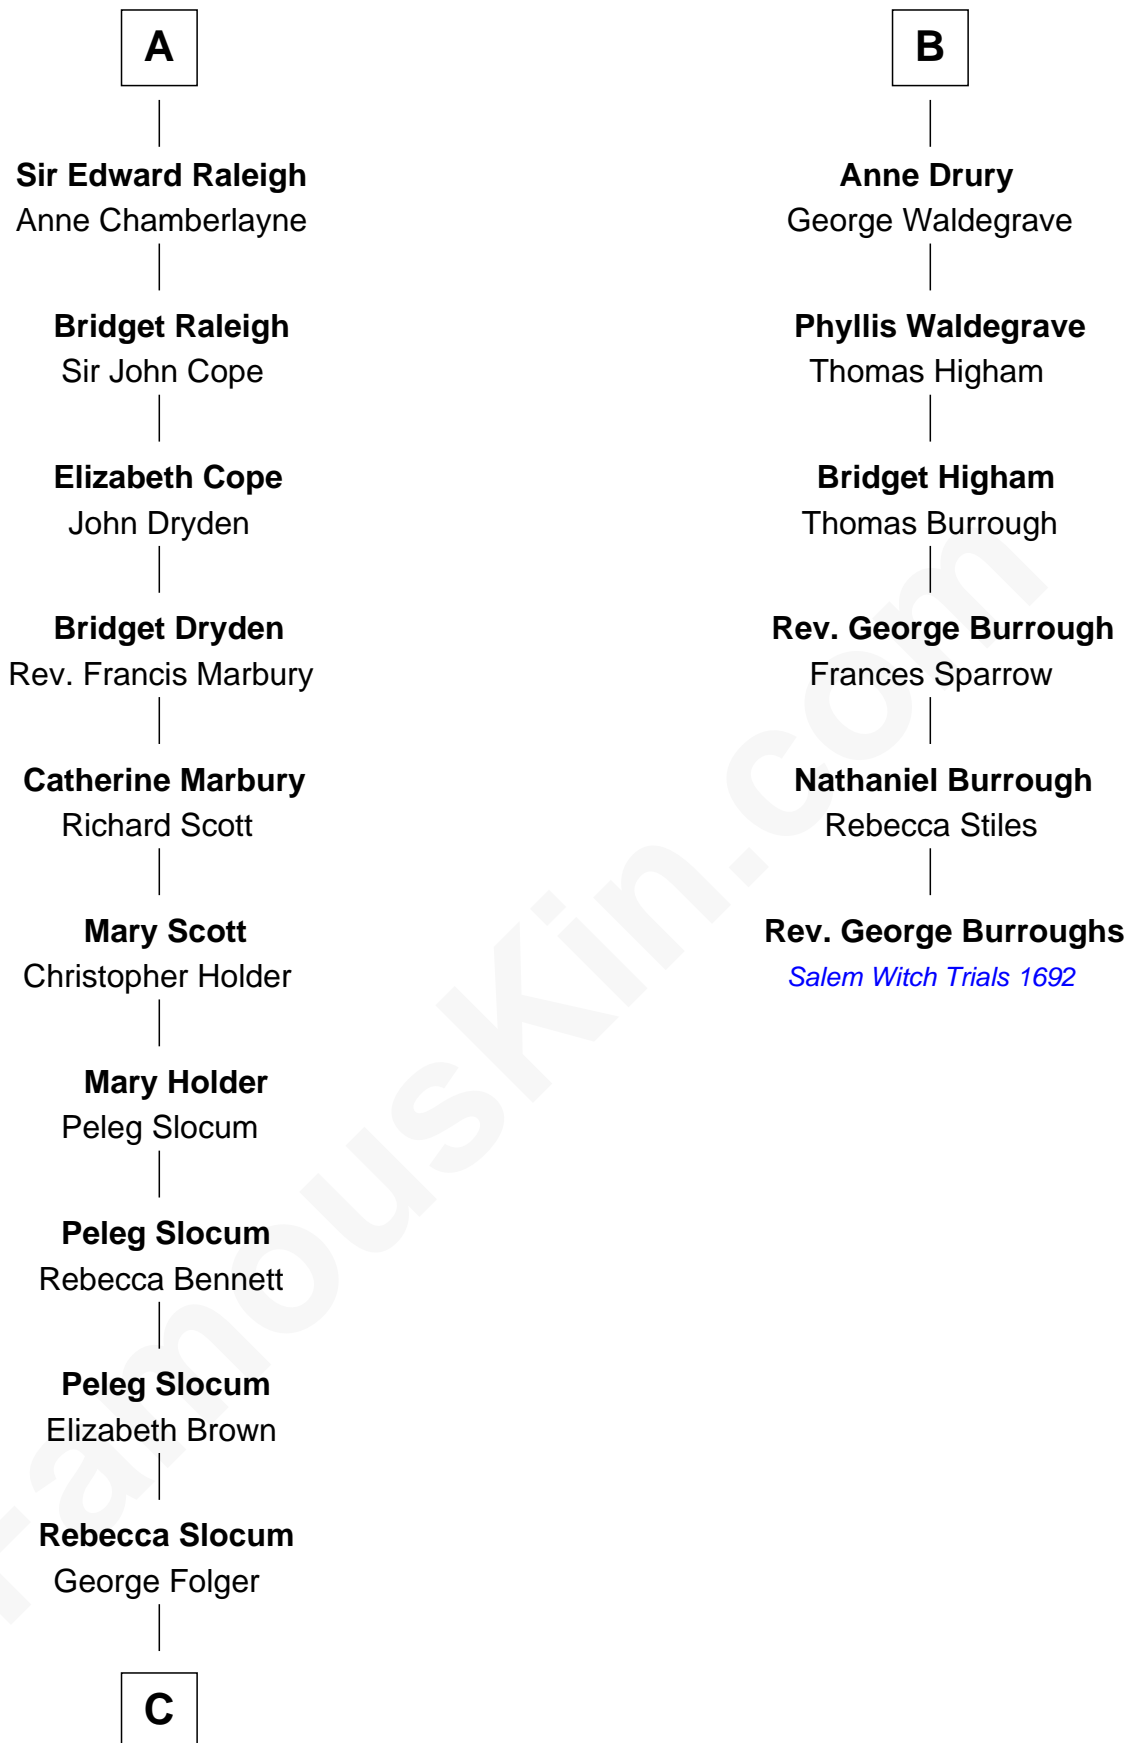 A
Sir Edward Raleigh
Anne Chamberlayne
Bridget Raleigh
Sir John Cope
Elizabeth Cope
John Dryden
Bridget Dryden
Rev. Francis Marbury
Catherine Marbury
Richard Scott
Mary Scott
Christopher Holder
Mary Holder
Peleg Slocum
Peleg Slocum
Rebecca Bennett
Peleg Slocum
Elizabeth Brown
Rebecca Slocum
George Folger
C
B
Anne Drury
George Waldegrave
Phyllis Waldegrave
Thomas Higham
Bridget Higham
Thomas Burrough
Rev. George Burrough
Frances Sparrow
Nathaniel Burrough
Rebecca Stiles
Rev. George Burroughs
Salem Witch Trials 1692
FamousKin.com